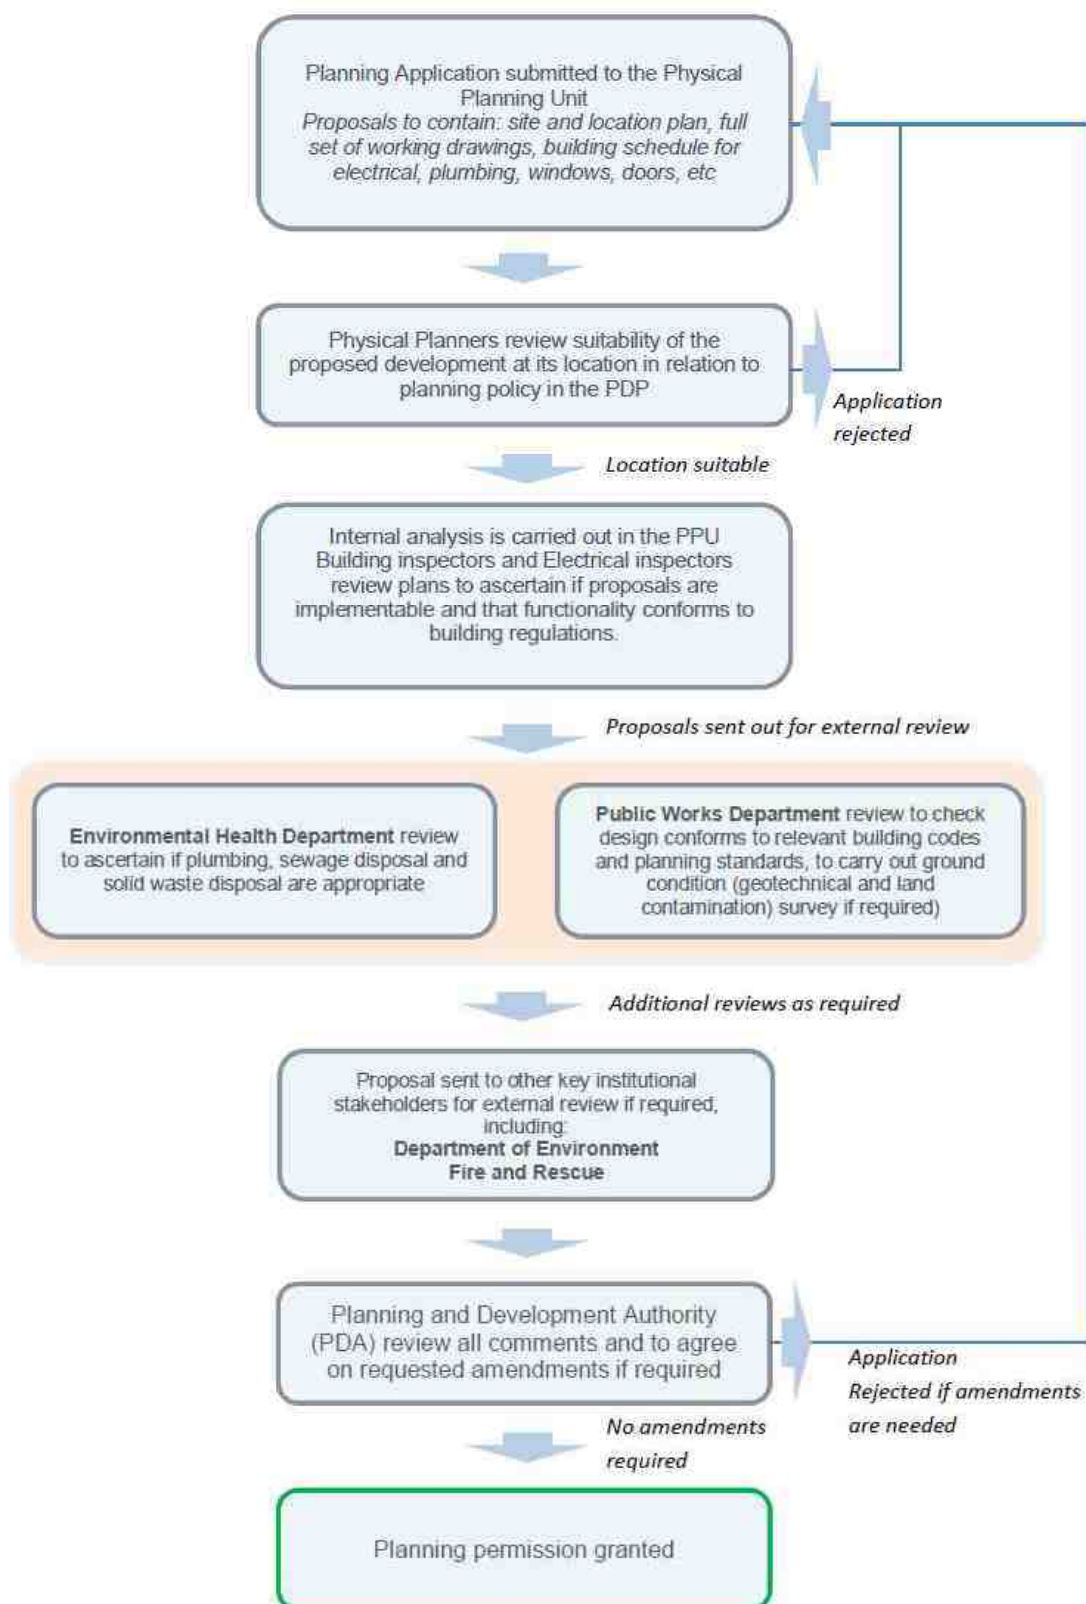 Planning Application submitted to the Physical
Planning Unit
Proposals to contain: site and location plan, full
set of working drawings, building schedule for
electrical, plumbing, windows, doors, etc
Physical Planners review suitability of the
proposed development at its location in relation to
planning policy in the PDP
Application
rejected
Location suitable
Internal analysis is carried out in the PPU
Building inspectors and Electrical inspectors
review plans to ascertain if proposals are
implementable and that functionality conforms to
building regulations.
Proposals sent out for external review
Environmental Health Department review
to ascertain if plumbing, sewage disposal and
solid waste disposal are appropriate
Public Works Department review to check
design conforms to relevant building codes
and planning standards, to carry out ground
condition (geotechnical and land
contamination) survey if required)
Additional reviews as required
Proposal sent to other key institutional
stakeholders for external review if required,
including:
Department of Environment
Fire and Rescue
Planning and Development Authority
(PDA) review all comments and to agree
on requested amendments if required
Application
Rejected if amendments
are needed
No amendments
required
Planning permission granted